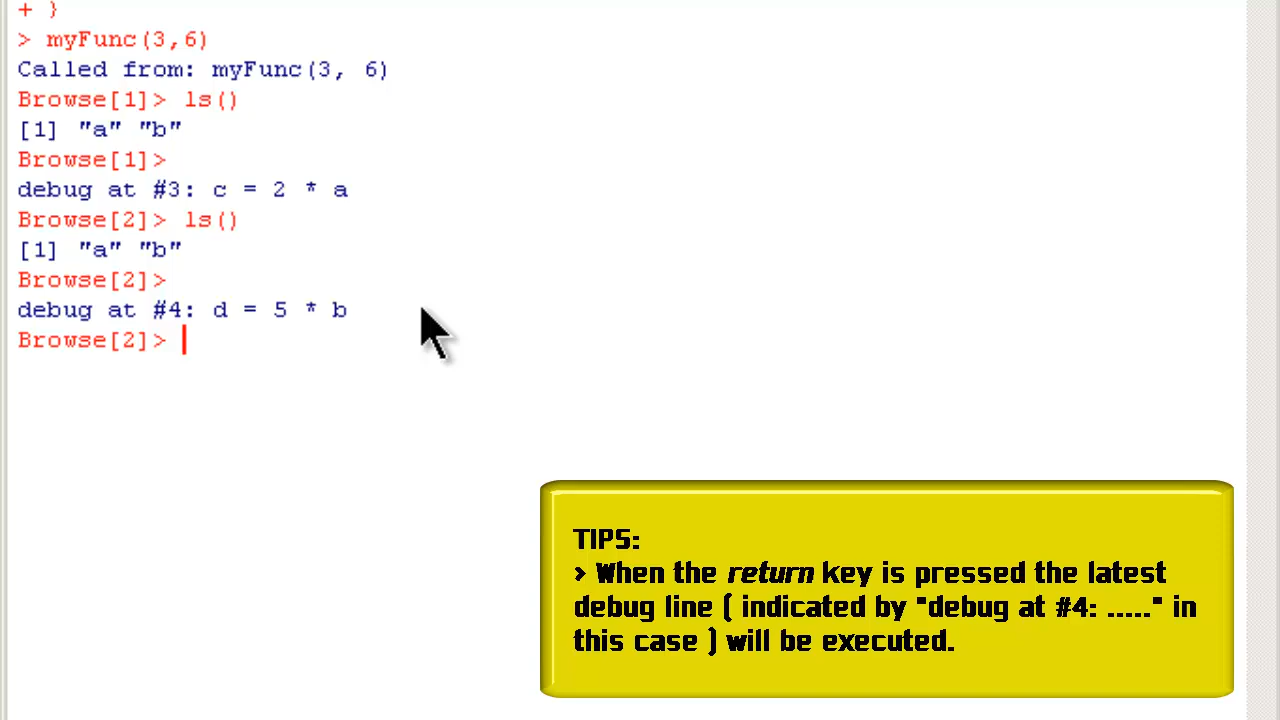 + }
> myFunc(3,6)
Called from: myFunc(3, 6)
Browse[1]> ls()
[1] "a" "b"
Browse[1]>
debug at #3: c = 2 * a
Browse[2]> ls()
[1] "a" "b"
Browse[2]>
debug at #4: d = 5 * b
Browse[2]>
TIPS:
> When the return key is pressed the latest
debug line ( indicated by "debug at #4: ....." in
this case ) will be executed.